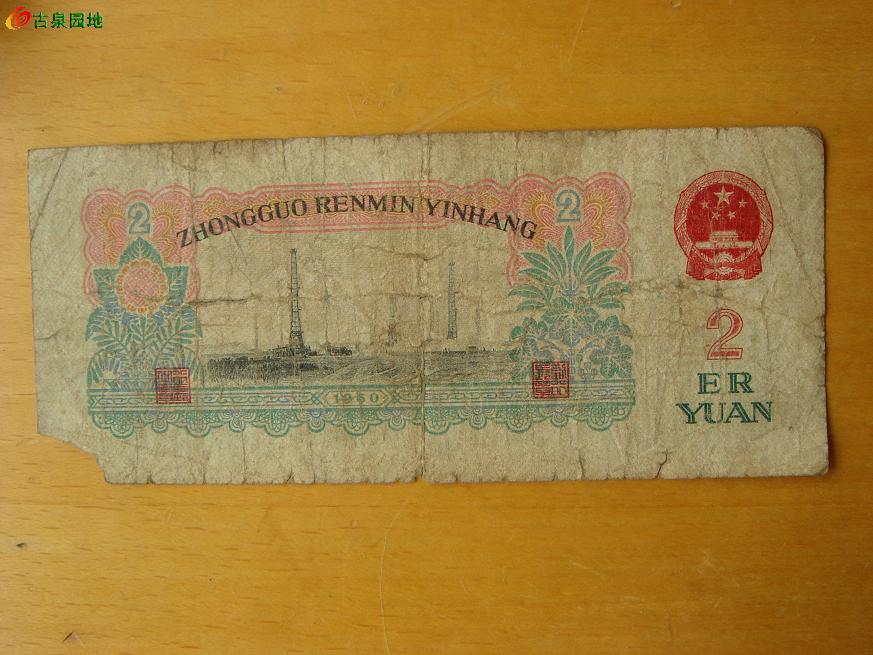 古泉园地
ZHONGGUO RENMIN YINHANG
2
2
2
ER
YUAN
1960